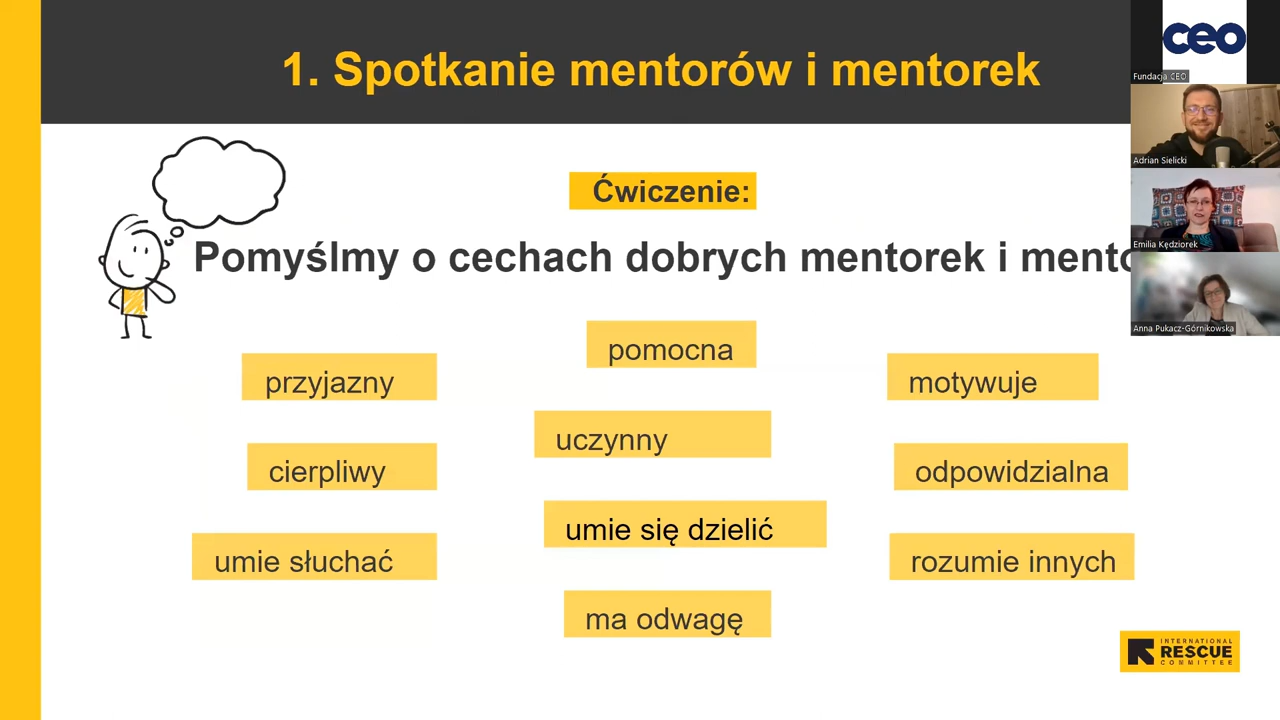 1. Spotkanie mentorów i mentorek
Ćwiczenie:
Pomyślmy o cechach dobrych mentorek i mento
przyjazny
pomocna
motywuje
uczynny
cierpliwy
odpowidzialna
umie się dzielić
umie słuchać
rozumie innych
ma odwagę
ceo
Fundacja CEO
Adrian Sielicki
Emilia Kędziorek
Anna Pukacz-Górnikowska
INTERNATIONAL
RESCUE
COMMITTEE